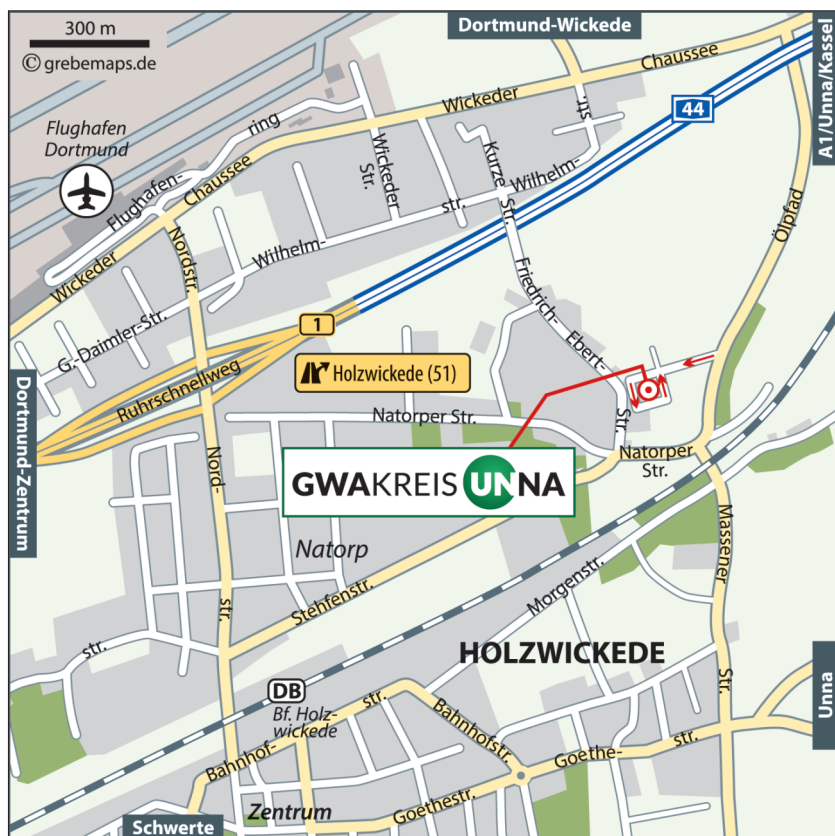 300 m
© grebemaps.de
Dortmund-Wickede
A1/Unna/Kassel
Flughafen
Dortmund
Flughafen-
ring
Wickeder
Chaussee
Wickeder
Chaussee
Wickeder
Str.
Kurze Str.
Wilhelm-
str.
44
Ölpfad
Wilhelm-
str.
Nordstr.
G.-Daimler-Str.
1
Ruhrschnellweg
Holzwickede (51)
Friedrich-
Ebert-
Str.
Dortmund-Zentrum
Natorper Str.
Natorper
Str.
GWAKREIS UNNA
Nord-
str.
Natorp
Stehfenstr.
Massener
Str.
Morgenstr.
str.
HOLZWICKEDE
DB
Bf. Holz-
wickede
Bahnhof-
str.
Bahnhofstr.
Goethe-
str.
Unna
Zentrum
Goethestr.
Schwerte